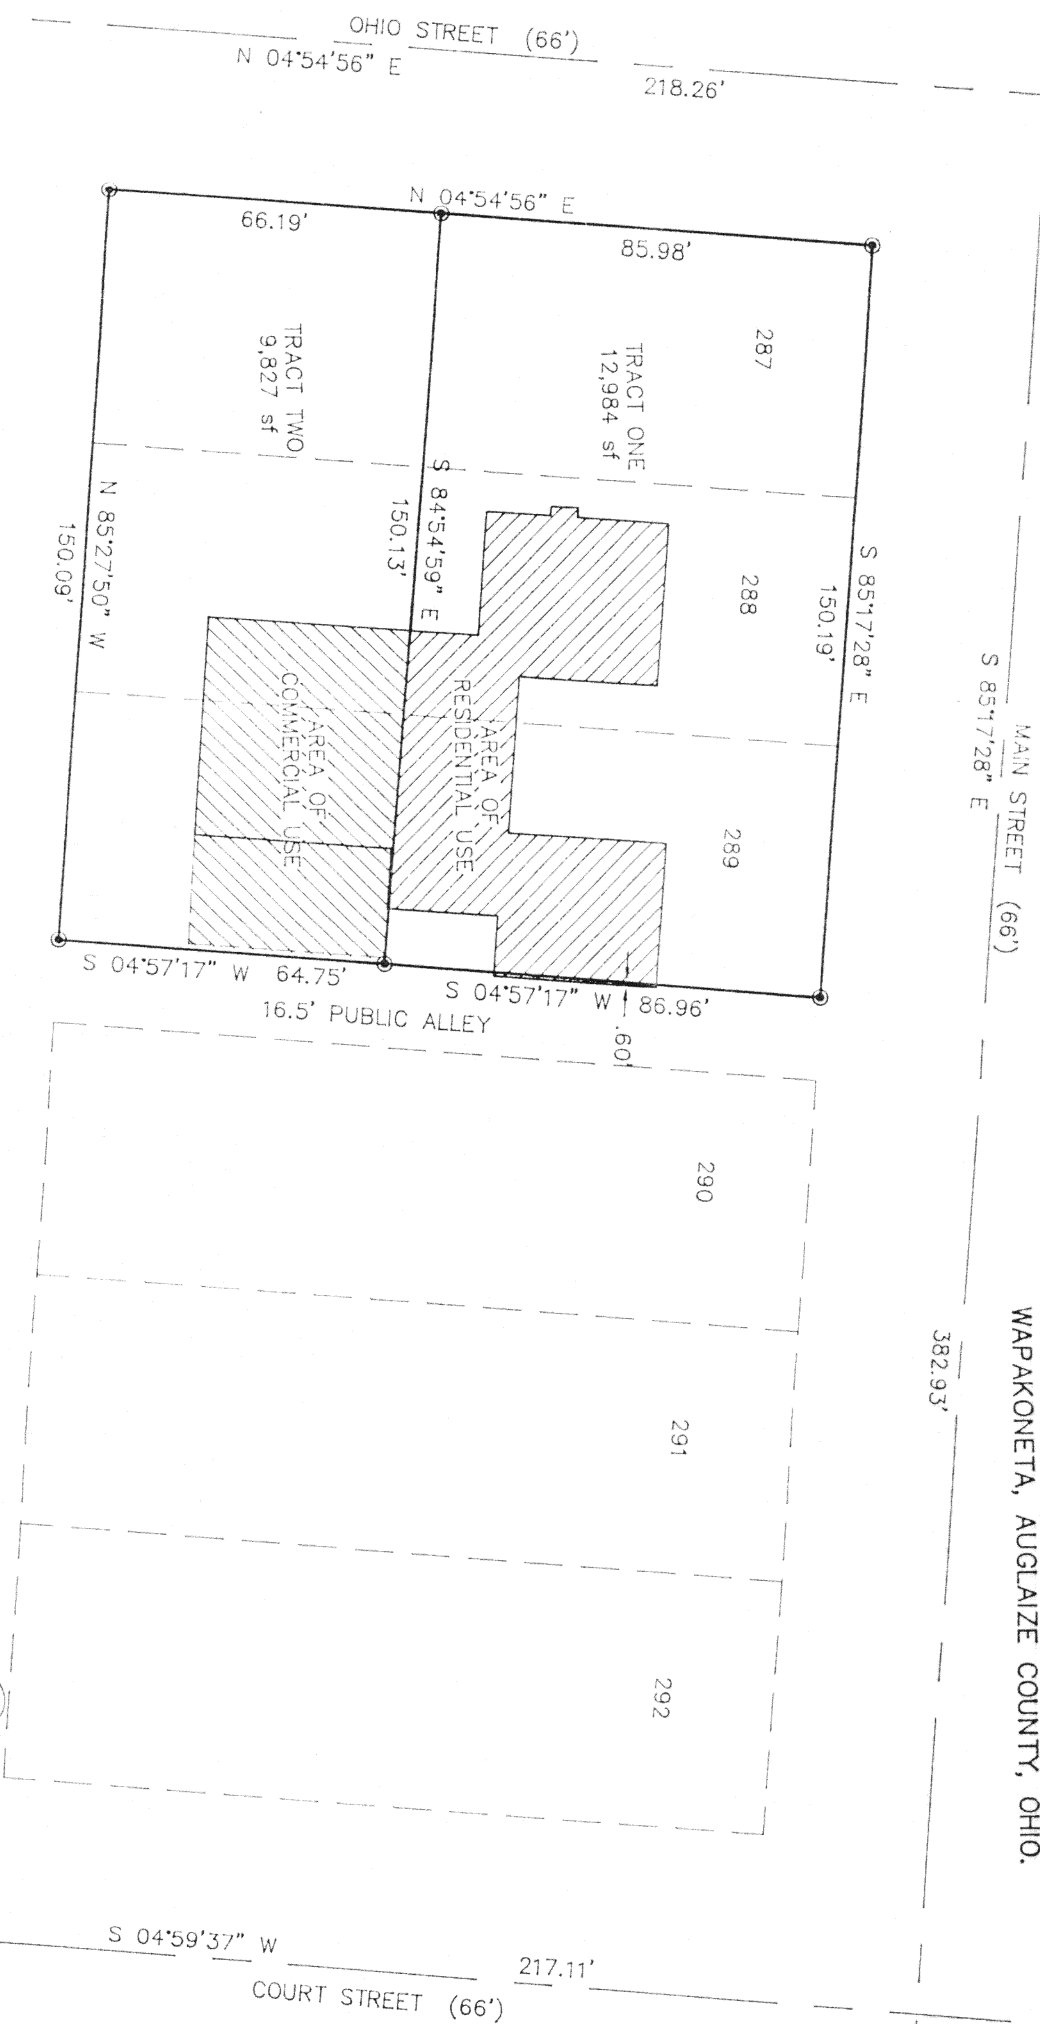 OHIO STREET (66')
N 04°54'56" E
218.26'
N 04°54'56" E
66.19'
85.98'
287
TRACT ONE
12,984 sf
TRACT TWO
9,827 sf
S 84°54'59" E
150.13'
N 85°27'50" W
150.09'
S 85°17'28" E
150.19'
288
289
AREA OF
RESIDENTIAL USE
AREA OF
COMMERCIAL USE
MAIN STREET (66')
S 85°17'28" E
382.93'
S 04°57'17" W 64.75'
S 04°57'17" W 86.96'
16.5' PUBLIC ALLEY
.60'
290
291
292
WAPAKONETA, AUGLAIZE COUNTY, OHIO.
S 04°59'37" W
217.11'
COURT STREET (66')